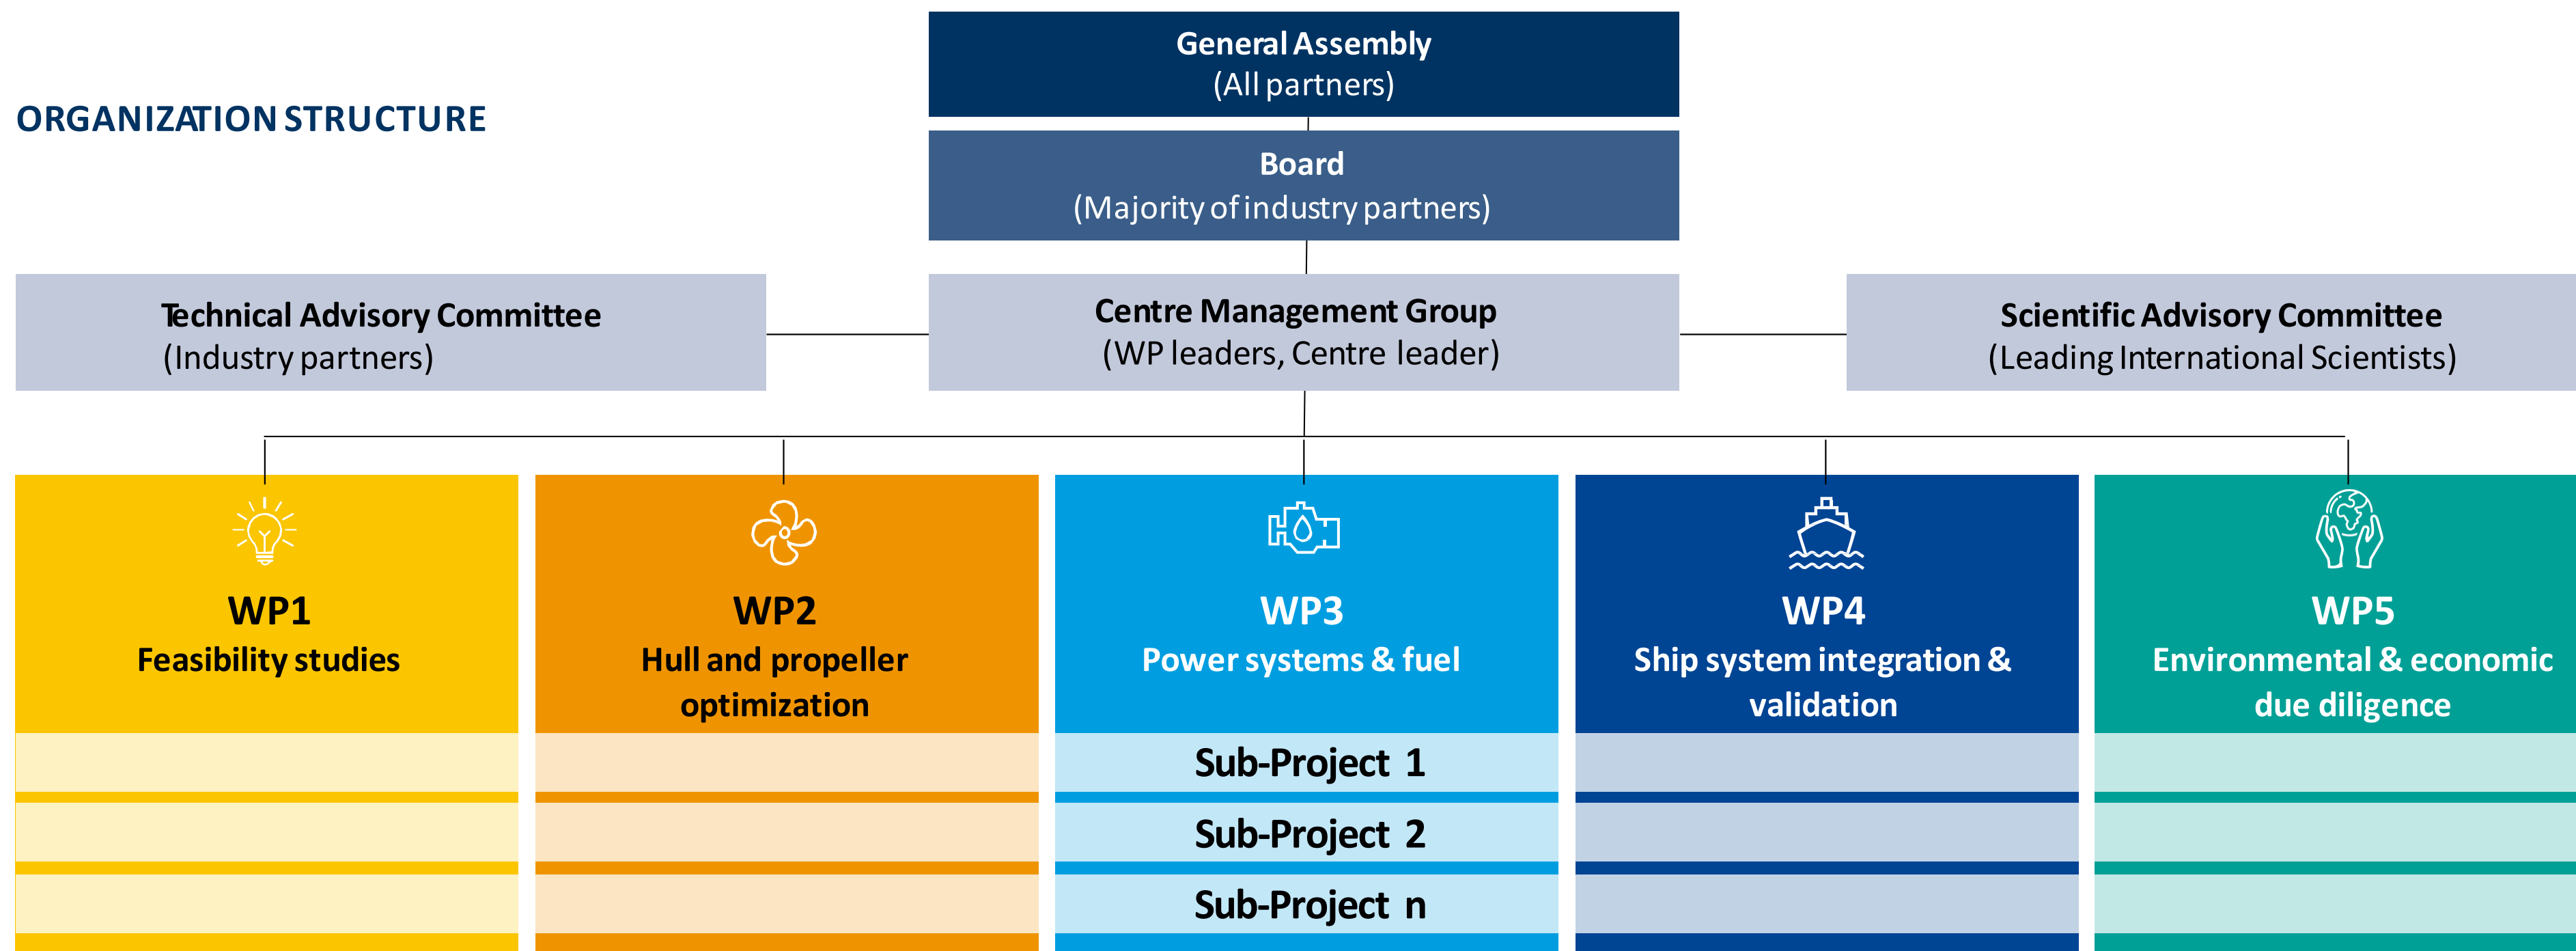 General Assembly
(All partners)
ORGANIZATION STRUCTURE
Board
(Majority of industry partners)
Technical Advisory Committee
(Industry partners)
Centre Management Group
(WP leaders, Centre leader)
Scientific Advisory Committee
(Leading International Scientists)
WP1
Feasibility studies
WP2
Hull and propeller
optimization
WP3
Power systems & fuel
WP4
Ship system integration &
validation
WP5
Environmental & economic
due diligence
Sub-Project 1
Sub-Project 2
Sub-Project n